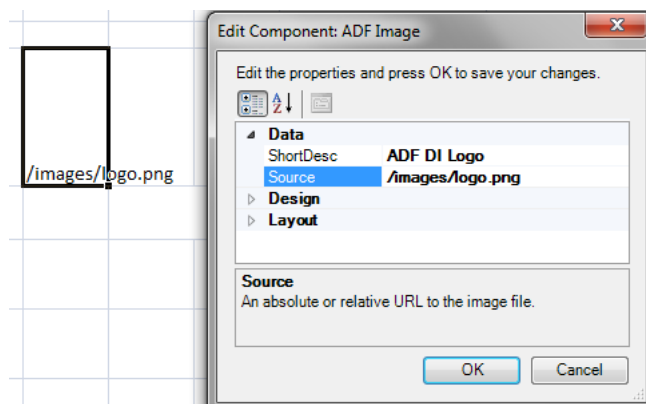 /images/logo.png
Edit Component: ADF Image
Edit the properties and press OK to save your changes.
Data
ShortDesc ADF DI Logo
Source /images/logo.png
Design
Layout
Source
An absolute or relative URL to the image file.
OK Cancel